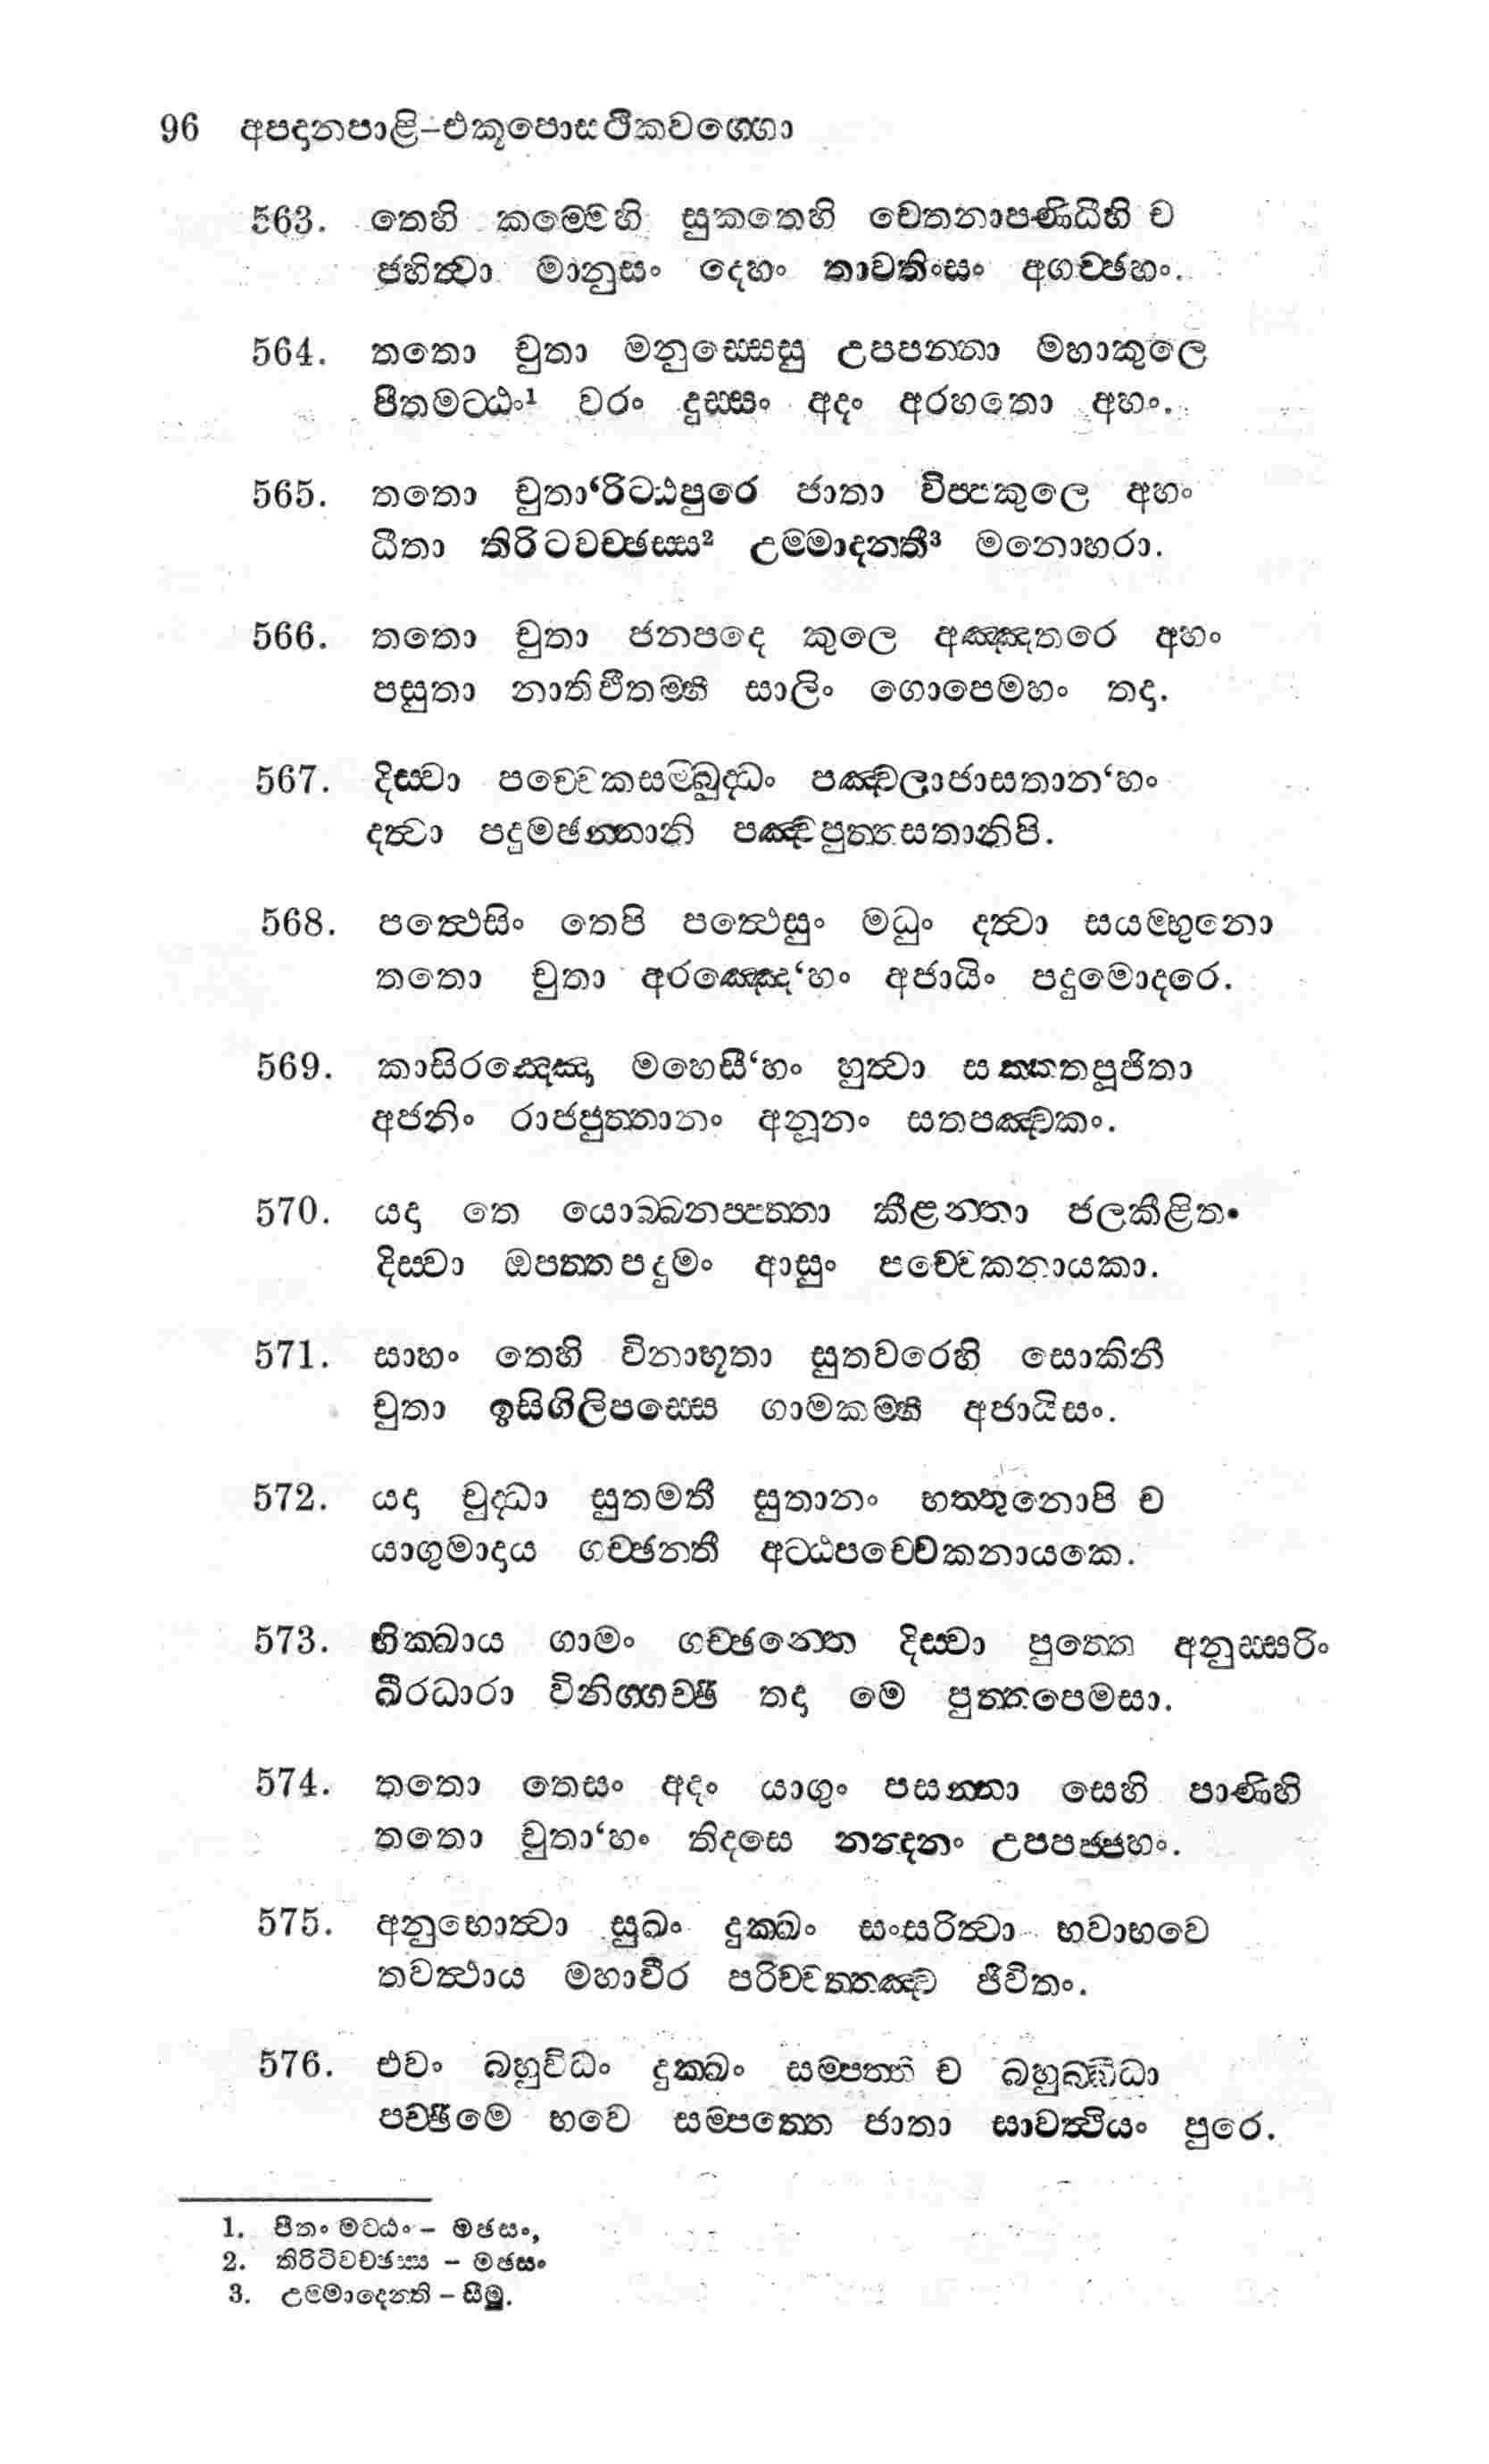 96 අපදානපාළි-එකූපොසථිකවග්ගො
563. තෙහි කම්මෙහි සුකතෙහි චෙතනාපණිධීහි ච
ජහිත්වා මානුසං දෙහං තාවතිංසං අගච්ඡහං.
564. තතො චුතා මනුස්සෙසු උපපන්නා මහාකුලෙ
පීතමට්ඨං¹ වරං දුස්සං අදං අරහතො අහං.
565. තතො චුතා‘රිට්ඨපුරෙ ජාතා විප්පකුලෙ අහං
ධීතා තිරිටවච්ඡස්ස² උම්මාදන්තී³ මනොහරා.
566. තතො චුතා ජනපදෙ කුලෙ අඤ්ඤතරෙ අහං
පසුතා නාතිඵීතම්හි සාලිං ගොපෙමහං තදා.
567. දිස්වා පච්චෙකසම්බුද්ධං පඤ්චලාජාසතාන‘හං
දත්වා පදුමඡන්නානි පඤ්චපුත්තසතානිපි.
568. පත්ථෙසිං තෙපි පත්ථෙසුං මධුං දත්වා සයම්භුනො
තතො චුතා අරඤ්ඤෙ‘හං අජායිං පදුමොදරෙ.
569. කාසිරඤ්ඤො මහෙසී‘හං හුත්වා සක්කතපූජිතා
අජනිං රාජපුත්තානං අනූනං සතපඤ්චකං.
570. යදා තෙ යොබ්බනප්පත්තා කීළන්තා ජලකීළිතං
දිස්වා ඔපත්තපදුමං ආසුං පච්චෙකනායකා.
571. සාහං තෙහි විනාභූතා සුතවරෙහි සොකිනී
චුතා ඉසිගිලිපස්සෙ ගාමකම්හි අජායිසං.
572. යදා වුද්ධා සුතමතී සුතානං භත්තුනොපි ච
යාගුමාදාය ගච්ඡන්තී අට්ඨපච්චෙකනායකෙ.
573. භික්ඛාය ගාමං ගච්ඡන්තෙ දිස්වා පුත්තෙ අනුස්සරිං
ඛීරධාරා විනිග්ගච්ඡි තදා මෙ පුත්තපෙමසා.
574. තතො තෙසං අදං යාගුං පසන්නා සෙහි පාණිහි
තතො චුතා‘හං තිදසෙ නන්දනං උපපජ්ජහං.
575. අනුභොත්වා සුඛං දුක්ඛං සංසරිත්වා භවාභවෙ
තවත්ථාය මහාවීර පරිච්චත්තඤ්ච ජීවිතං.
576. එවං බහුවිධං දුක්ඛං සම්පත්ති ච බහුබ්බිධා
පච්ඡිමෙ භවෙ සම්පත්තෙ ජාතා සාවත්ථියං පුරෙ.
1. පීතං මට්ඨං – මඡසං,
2. තිරිටිවච්ඡස්ස – මඡසං
3. උම්මාදෙන්ති – සීමු.